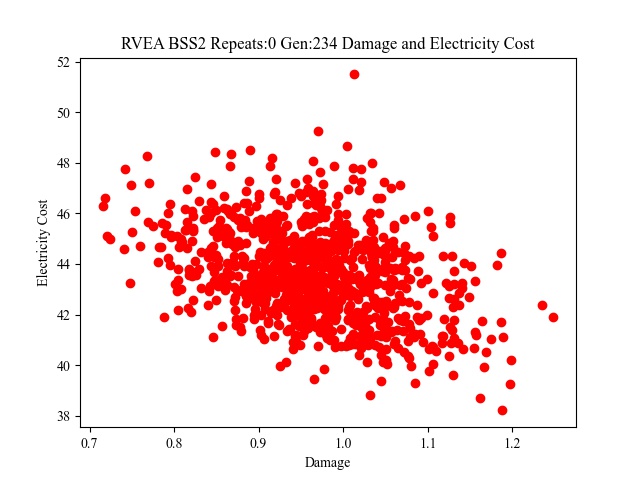 RVEA BSS2 Repeats:0 Gen:234 Damage and Electricity Cost
52
50
48
46
44
42
40
38
Electricity Cost
0.7 0.8 0.9 1.0 1.1 1.2
Damage